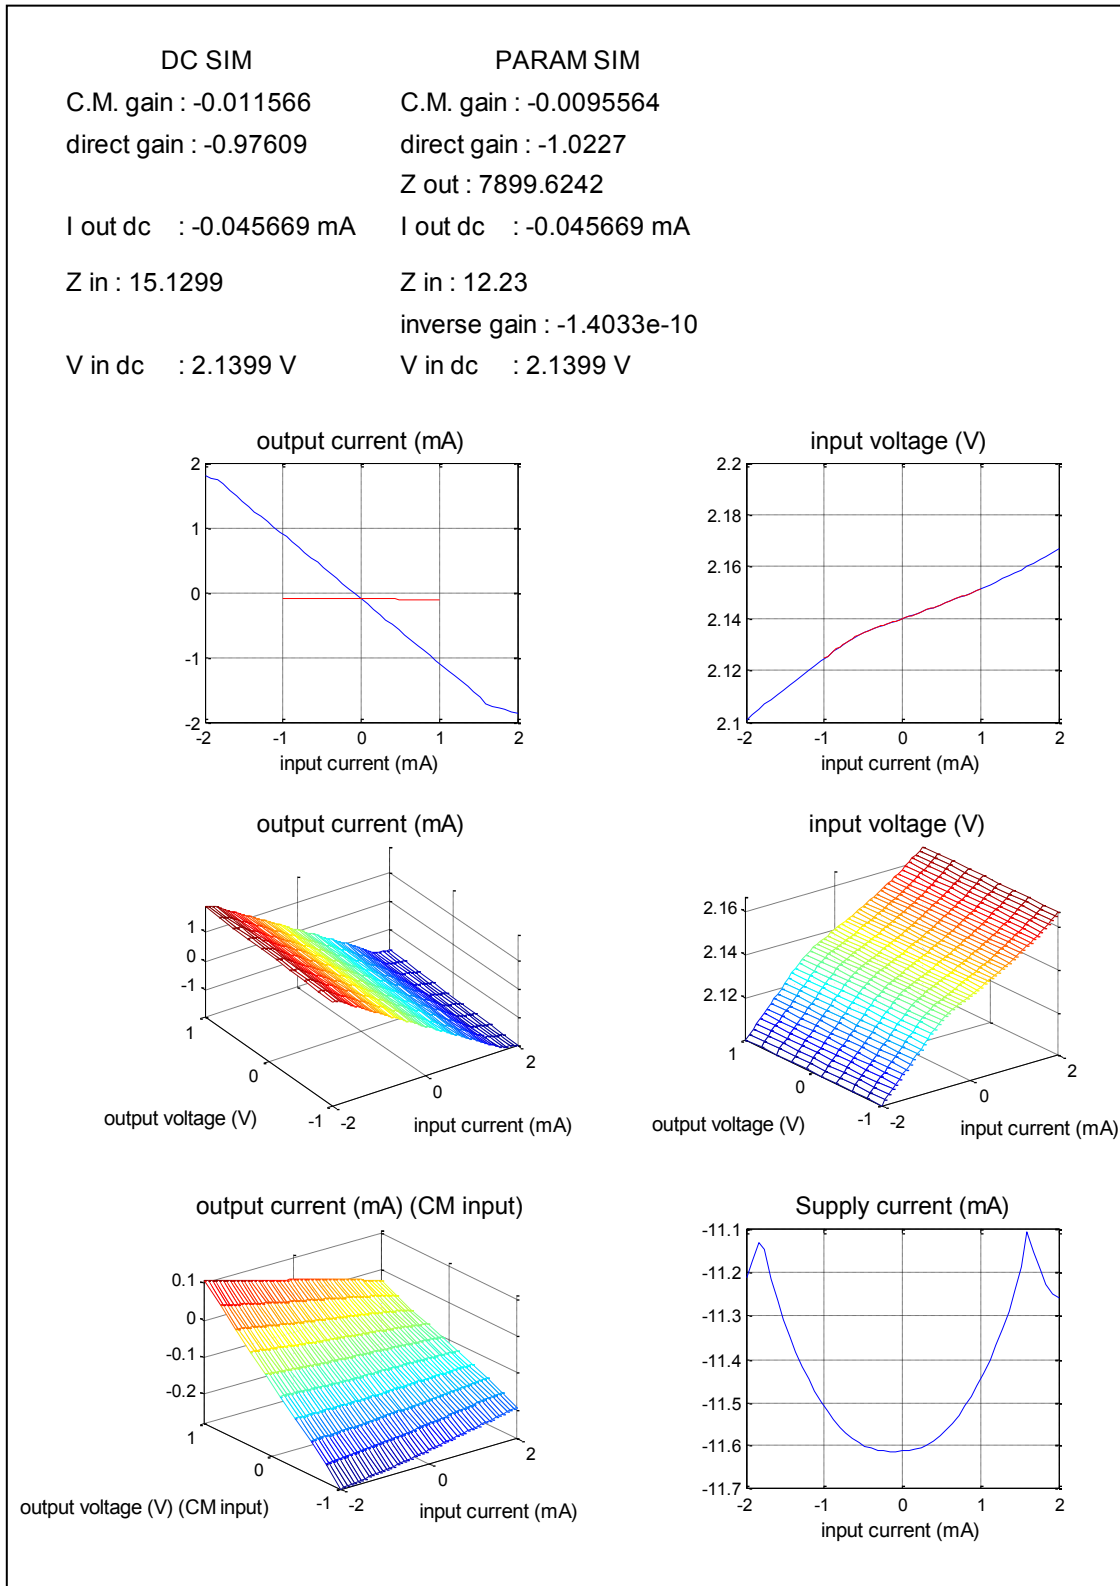 DC SIM PARAM SIM
C.M. gain : -0.011566 C.M. gain : -0.0095564
direct gain : -0.97609 direct gain : -1.0227
Z out : 7899.6242
I out dc : -0.045669 mA I out dc : -0.045669 mA
Z in : 15.1299 Z in : 12.23
inverse gain : -1.4033e-10
V in dc : 2.1399 V V in dc : 2.1399 V
output current (mA)
2
1
0
-1
-2
-2 -1 0 1 2
input current (mA)
input voltage (V)
2.2
2.18
2.16
2.14
2.12
2.1
-2 -1 0 1 2
input current (mA)
output current (mA)
1
0
-1
1
0
-1
-2
0
2
output voltage (V)
input current (mA)
input voltage (V)
2.16
2.14
2.12
1
0
-1
-2
0
2
output voltage (V)
input current (mA)
output current (mA) (CM input)
0.1
0
-0.1
-0.2
1
0
-1
-2
0
2
output voltage (V) (CM input)
input current (mA)
Supply current (mA)
-11.1
-11.2
-11.3
-11.4
-11.5
-11.6
-11.7
-2 -1 0 1 2
input current (mA)